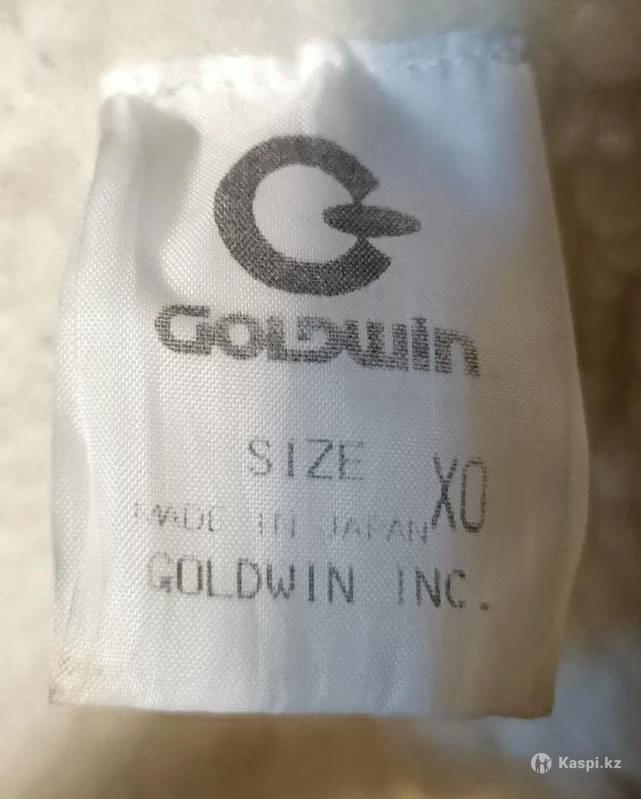 GOLDWIN
SIZE XO
MADE IN JAPAN
GOLDWIN INC.
Kaspi.kz